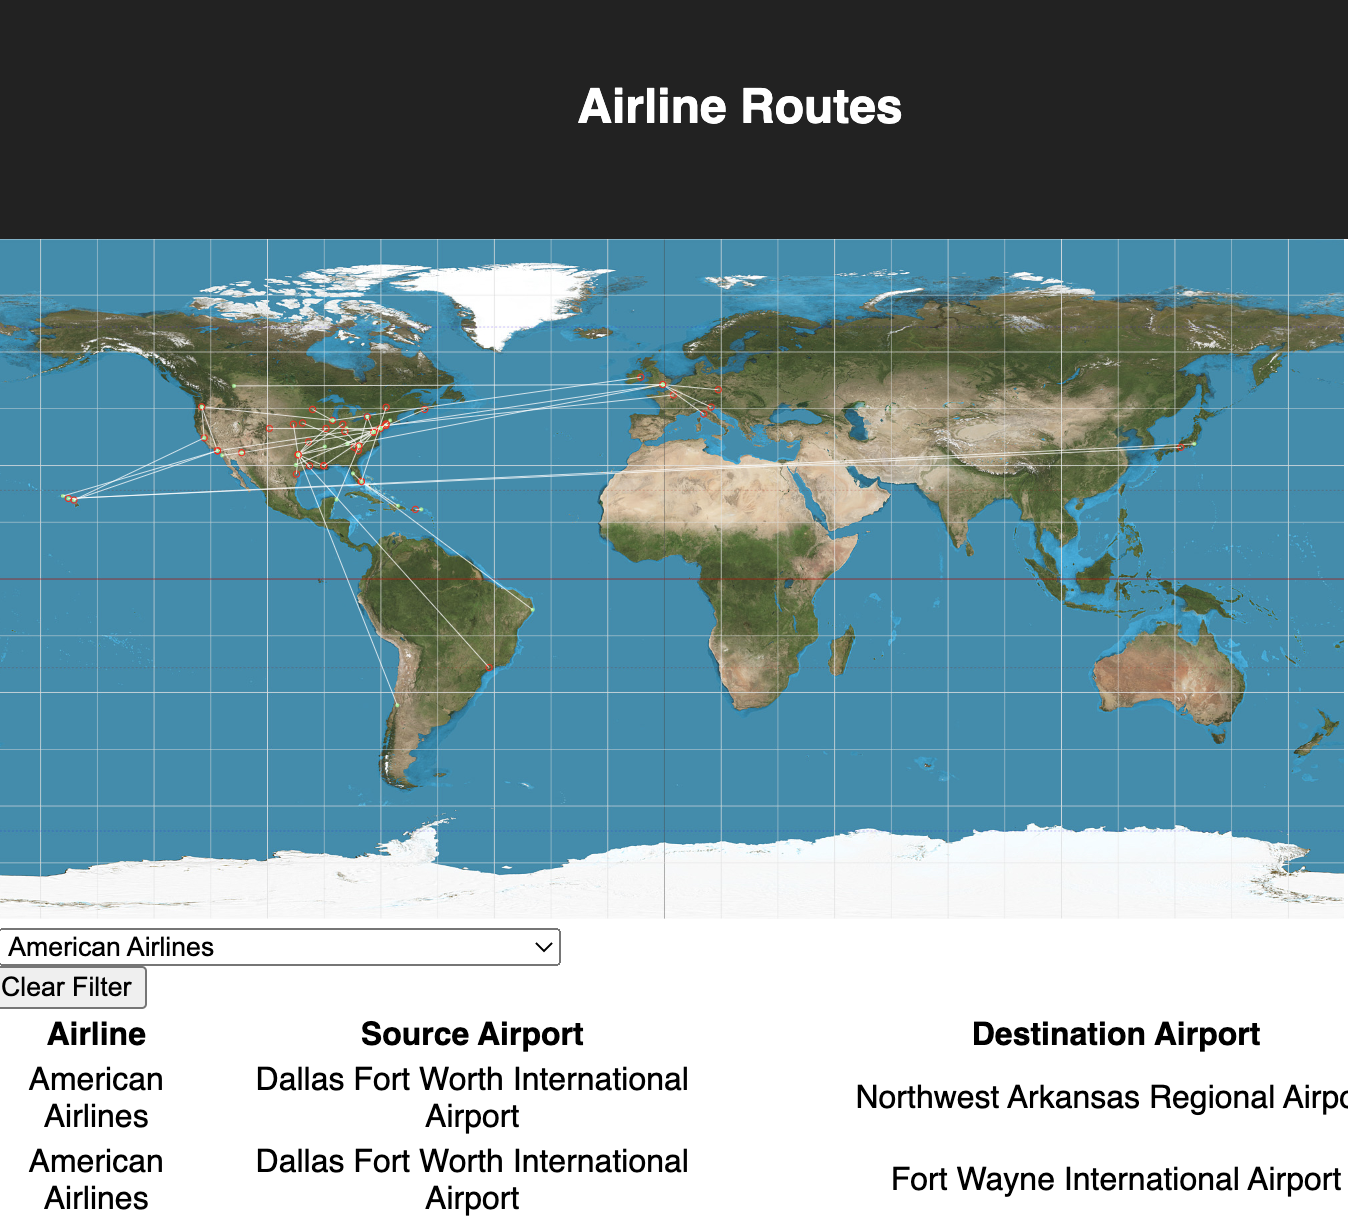 Airline Routes
American Airlines
Clear Filter
Airline Source Airport Destination Airport
American Airlines
Dallas Fort Worth International Airport
Northwest Arkansas Regional Airpo
American Airlines
Dallas Fort Worth International Airport
Fort Wayne International Airport